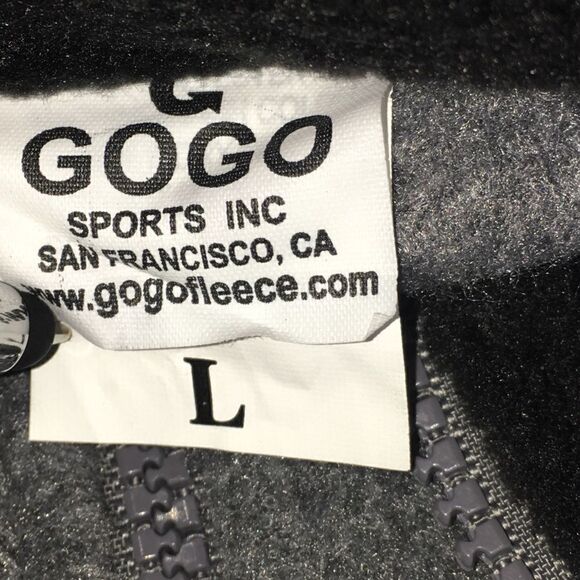 G
GOGO
SPORTS INC
SAN FRANCISCO, CA
www.gogofleece.com
L